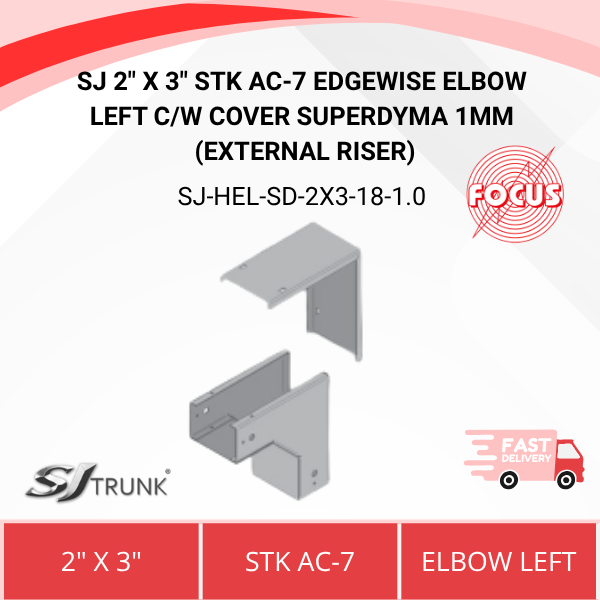 SJ 2" X 3" STK AC-7 EDGEWISE ELBOW
LEFT C/W COVER SUPERDYMA 1MM
(EXTERNAL RISER)
SJ-HEL-SD-2X3-18-1.0
FOCUS
SJ TRUNK®
FAST
DELIVERY
2" X 3"
STK AC-7
ELBOW LEFT